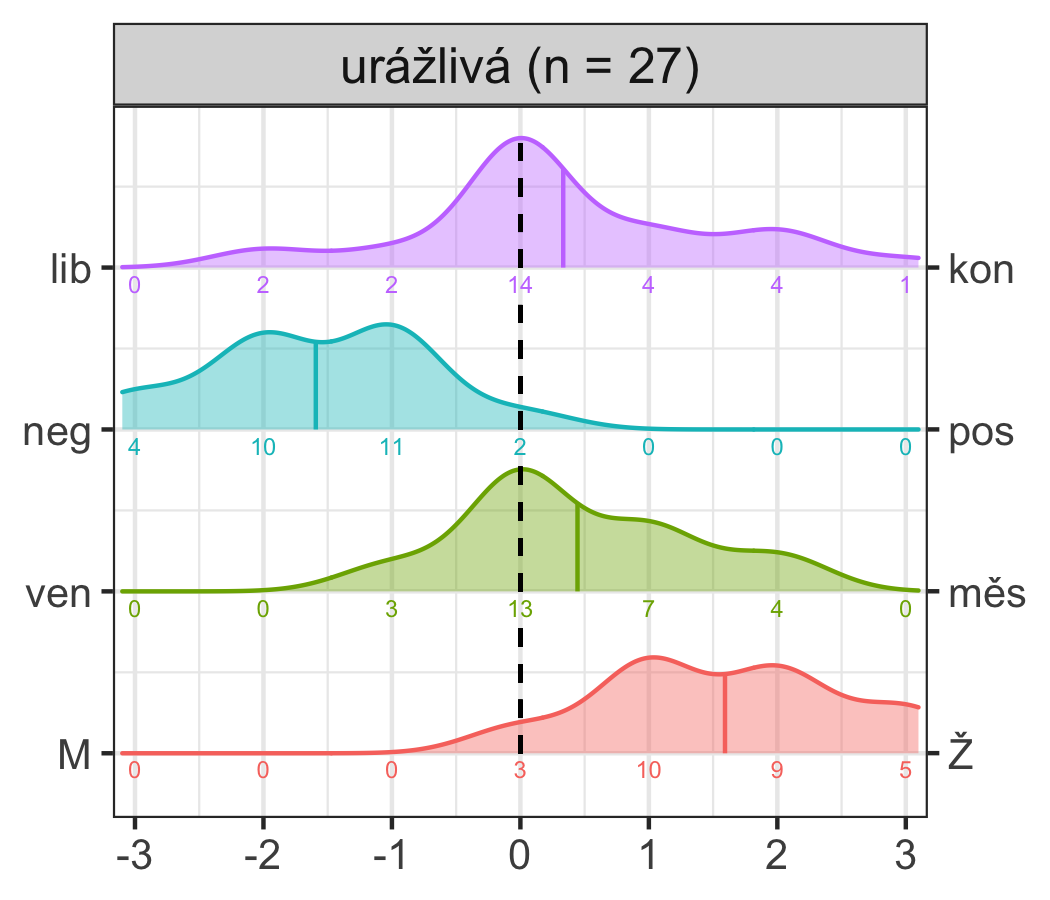 urážlivá (n = 27)
lib kon
0 2 2 14 4 4 1
neg pos
4 10 11 2 0 0 0
ven měs
0 0 3 13 7 4 0
M Ž
0 0 0 3 10 9 5
-3 -2 -1 0 1 2 3